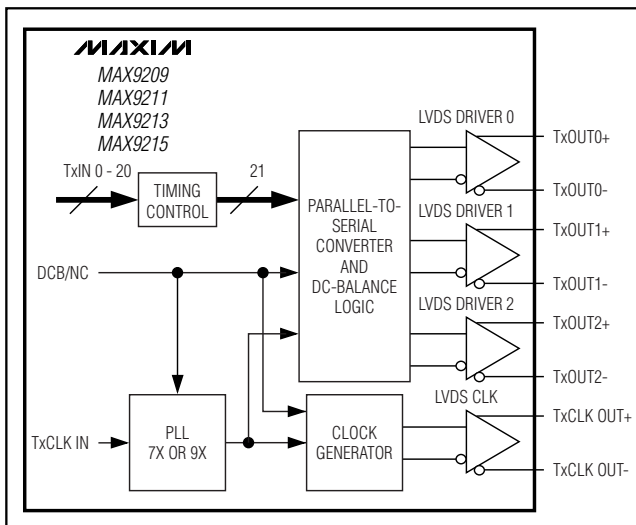 MAXIM
MAX9209
MAX9211
MAX9213
MAX9215
TxIN 0 - 20
TIMING
CONTROL
21
PARALLEL-TO-
SERIAL
CONVERTER
AND
DC-BALANCE
LOGIC
LVDS DRIVER 0
TxOUT0+
TxOUT0-
LVDS DRIVER 1
TxOUT1+
TxOUT1-
DCB/NC
LVDS DRIVER 2
TxOUT2+
TxOUT2-
TxCLK IN
PLL
7X OR 9X
CLOCK
GENERATOR
LVDS CLK
TxCLK OUT+
TxCLK OUT-